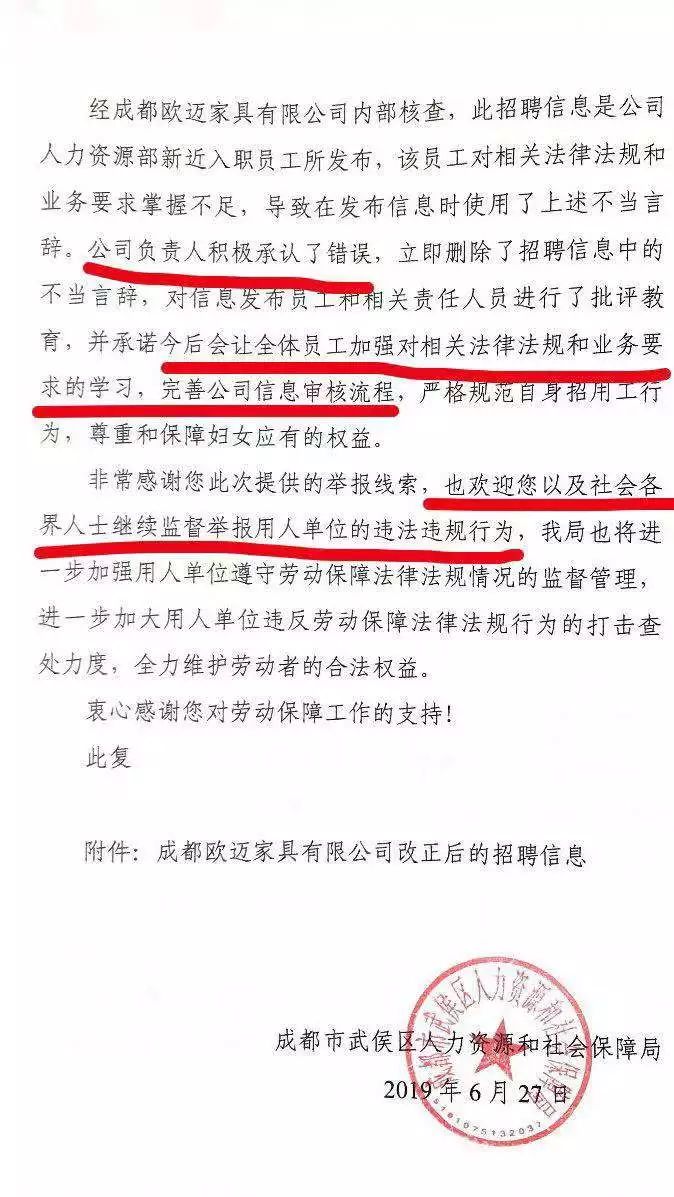 经成都欧迈家具有限公司内部核查，此招聘信息是公司
人力资源部新近入职员工所发布，该员工对相关法律法规和
业务要求掌握不足，导致在发布信息时使用了上述不当言
辞。公司负责人积极承认了错误，立即删除了招聘信息中的
不当言辞，对信息发布员工和相关责任人员进行了批评教
育，并承诺今后会让全体员工加强对相关法律法规和业务要
求的学习，完善公司信息审核流程，严格规范自身招用工行
为，尊重和保障妇女应有的权益。
非常感谢您此次提供的举报线索，也欢迎您以及社会各
界人士继续监督举报用人单位的违法违规行为，我局也将进
一步加强用人单位遵守劳动保障法律法规情况的监督管理，
进一步加大用人单位违反劳动保障法律法规行为的打击查
处力度，全力维护劳动者的合法权益。
衷心感谢您对劳动保障工作的支持！
此复
附件：成都欧迈家具有限公司改正后的招聘信息
成都市武侯区人力资源和社会保障局
成都市武侯区人力资源和社会保障局
2019 年 6 月 27 日
5101075132037